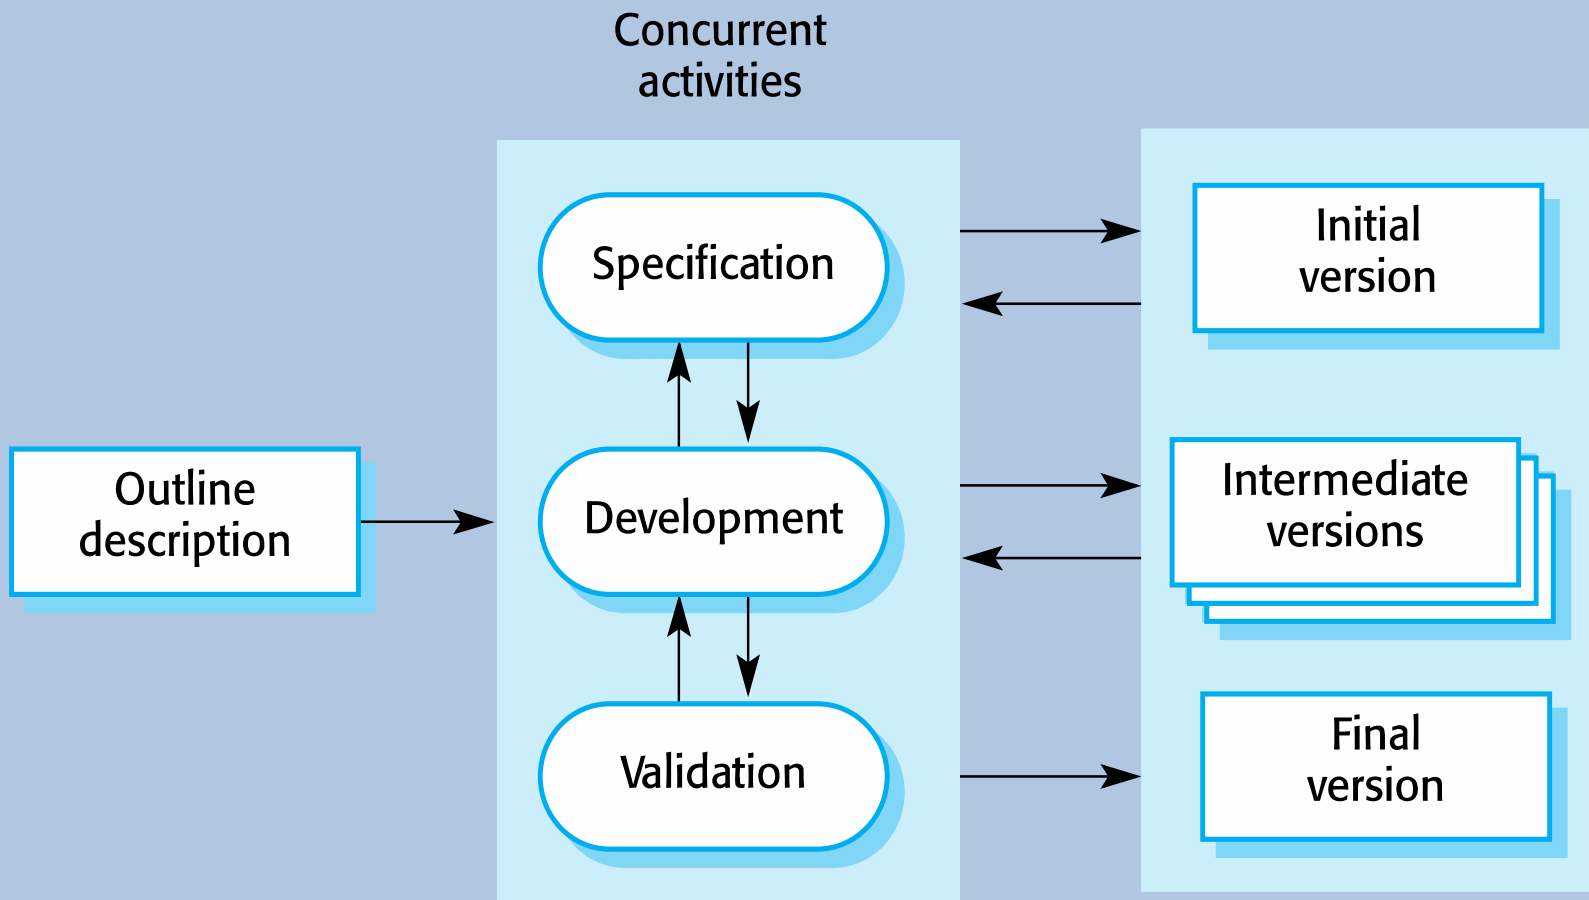 Concurrent
activities
Specification
Initial
version
Outline
description
Development
Intermediate
versions
Validation
Final
version